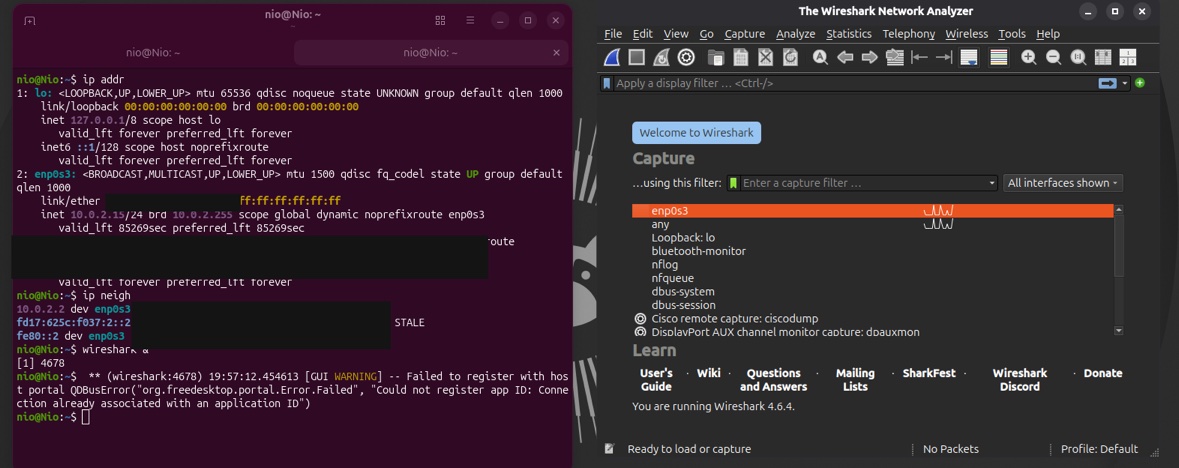 nio@Nio: ~
nio@Nio: ~
nio@Nio: ~
nio@Nio:~$ ip addr
1: lo: <LOOPBACK,UP,LOWER_UP> mtu 65536 qdisc noqueue state UNKNOWN group default qlen 1000
link/loopback 00:00:00:00:00:00 brd 00:00:00:00:00:00
inet 127.0.0.1/8 scope host lo
valid_lft forever preferred_lft forever
inet6 ::1/128 scope host noprefixroute
valid_lft forever preferred_lft forever
2: enp0s3: <BROADCAST,MULTICAST,UP,LOWER_UP> mtu 1500 qdisc fq_codel state UP group default
qlen 1000
link/ether ff:ff:ff:ff:ff:ff
inet 10.0.2.15/24 brd 10.0.2.255 scope global dynamic noprefixroute enp0s3
valid_lft 85269sec preferred_lft 85269sec
route
valid_lft forever preferred_lft forever
nio@Nio:~$ ip neigh
10.0.2.2 dev enp0s3
fd17:625c:f037:2::2 STALE
fe80::2 dev enp0s3
nio@Nio:~$ wireshark &
[1] 4678
nio@Nio:~$  ** (wireshark:4678) 19:57:12.454613 [GUI WARNING] -- Failed to register with hos
t portal QDBusError("org.freedesktop.portal.Error.Failed", "Could not register app ID: Conne
ction already associated with an application ID")
nio@Nio:~$
The Wireshark Network Analyzer
File Edit View Go Capture Analyze Statistics Telephony Wireless Tools Help
Apply a display filter ... <Ctrl-/>
Welcome to Wireshark
Capture
...using this filter: Enter a capture filter ... All interfaces shown
enp0s3
any
Loopback: lo
bluetooth-monitor
nflog
nfqueue
dbus-system
dbus-session
Cisco remote capture: ciscodump
DisplayPort AUX channel monitor capture: dpauxmon
Learn
User's Guide · Wiki · Questions and Answers · Mailing Lists · SharkFest · Wireshark Discord · Donate
You are running Wireshark 4.6.4.
Ready to load or capture No Packets Profile: Default